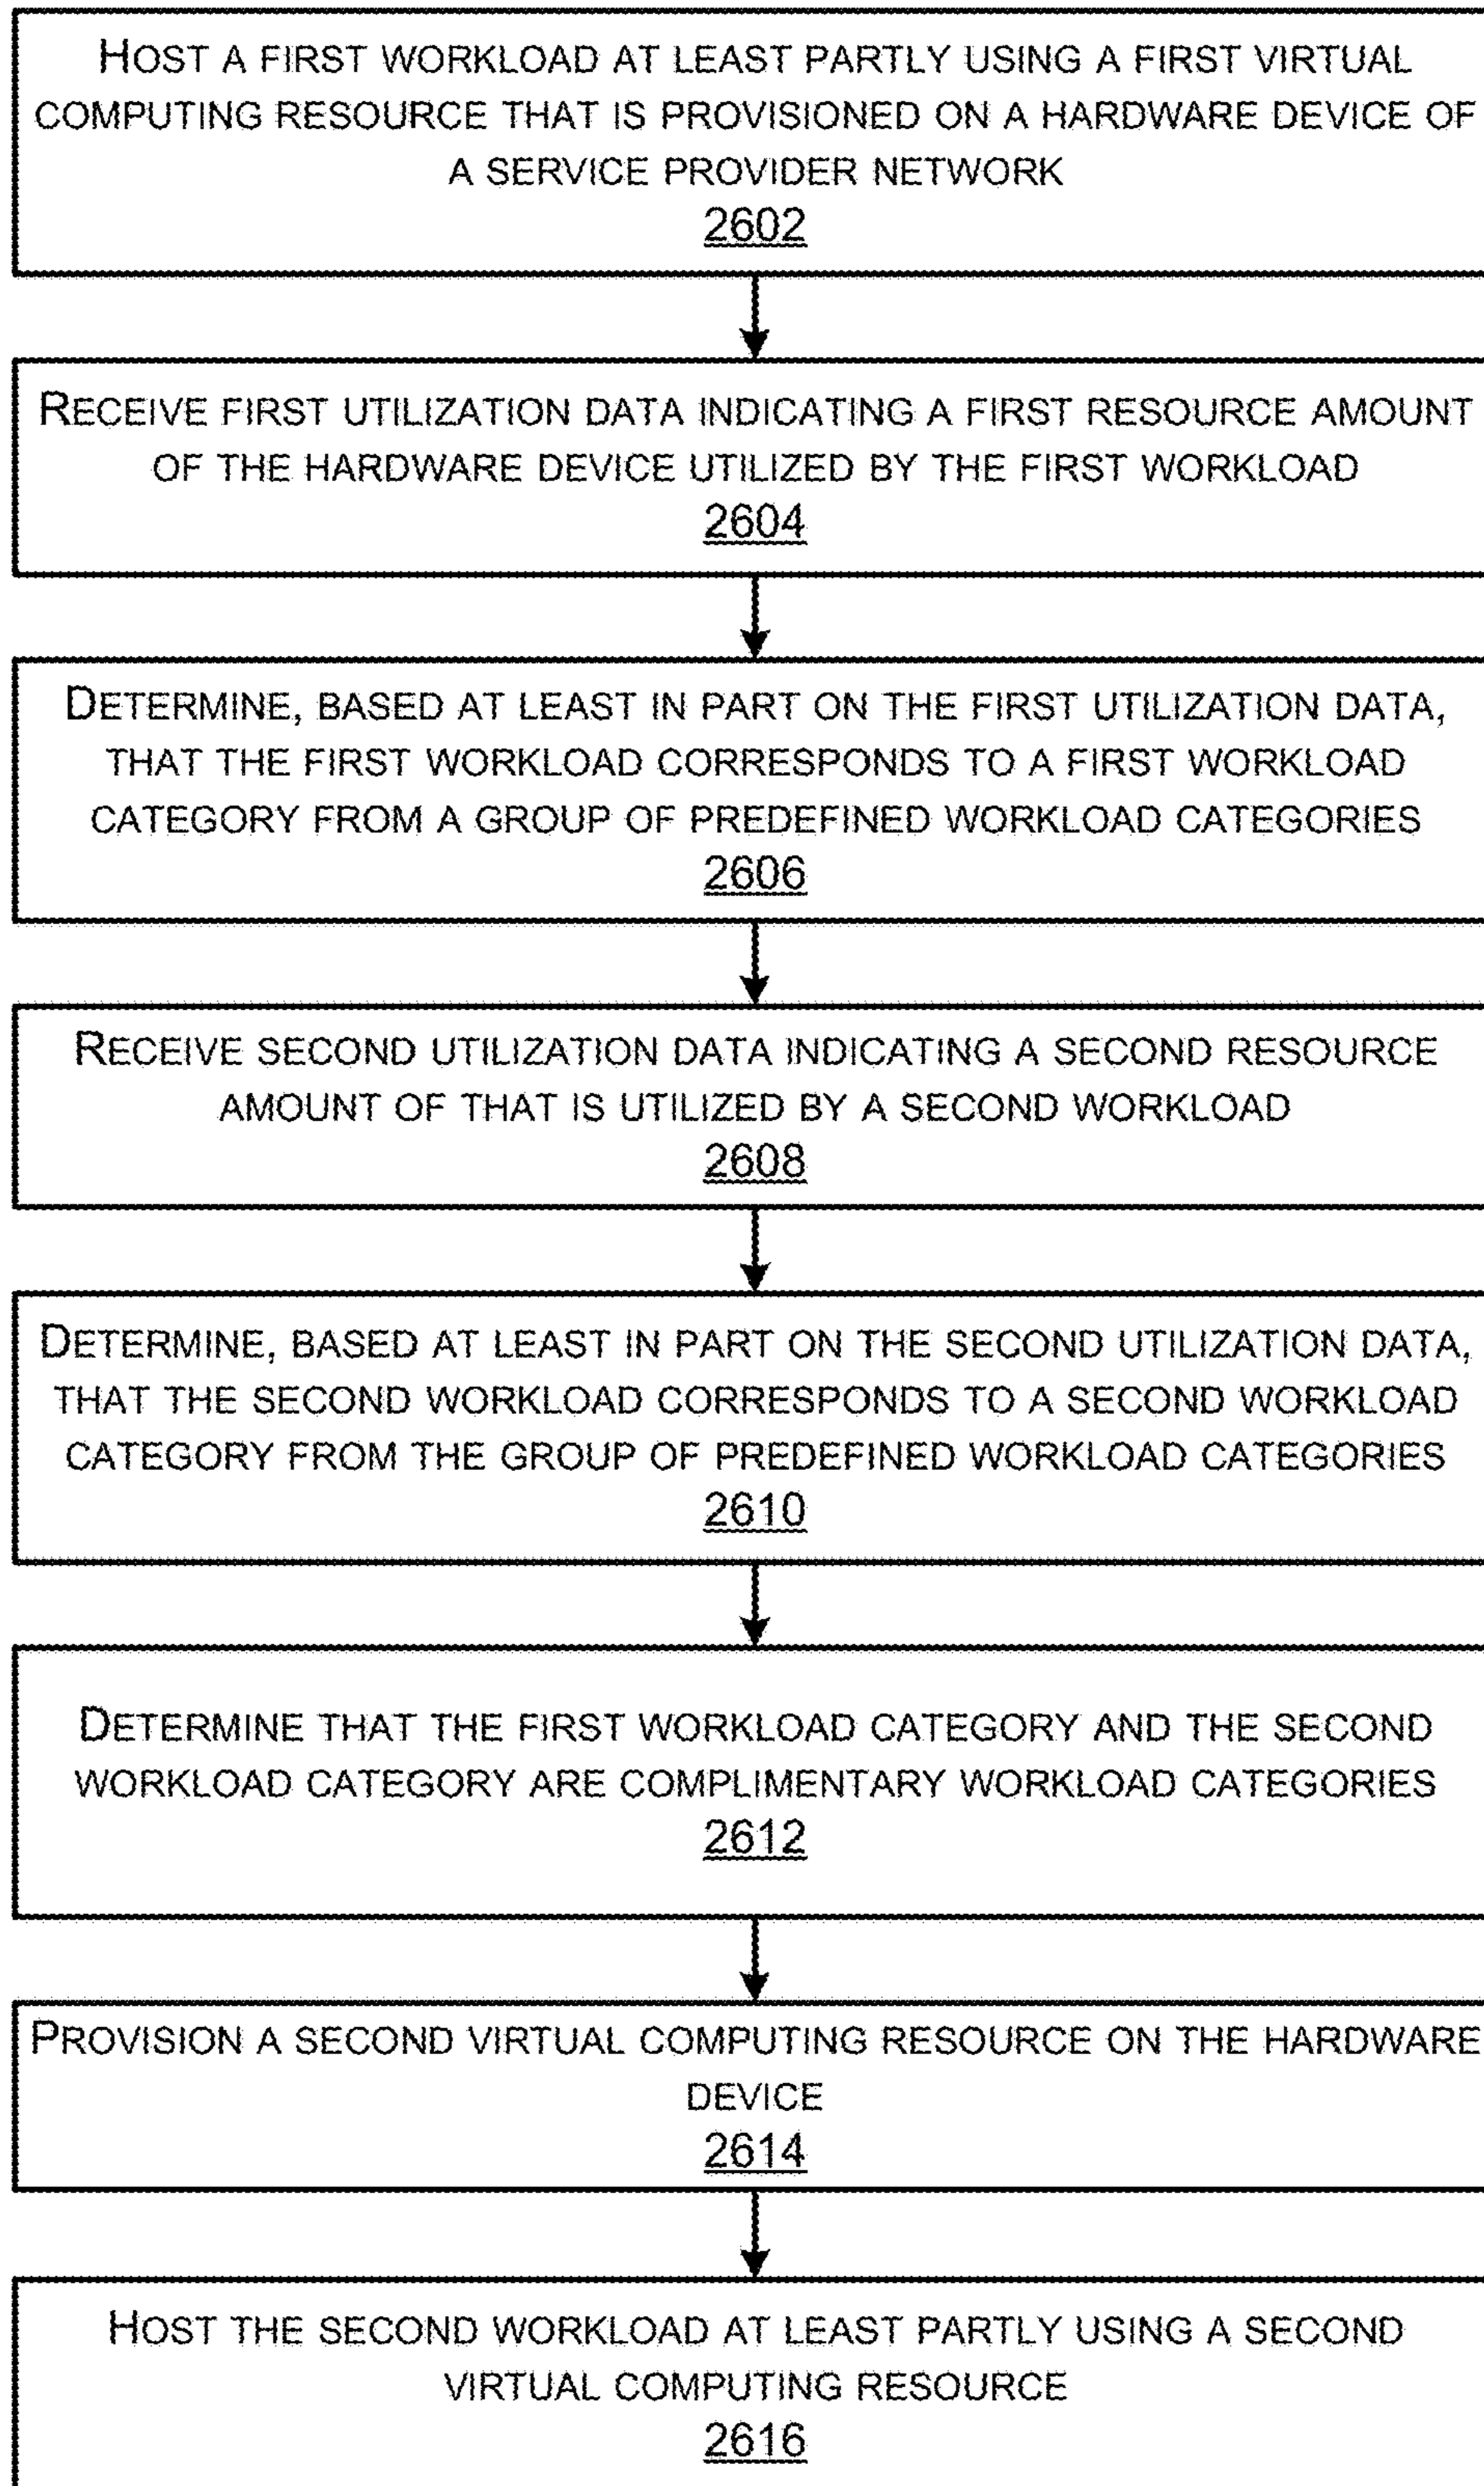 HOST A FIRST WORKLOAD AT LEAST PARTLY USING A FIRST VIRTUAL
COMPUTING RESOURCE THAT IS PROVISIONED ON A HARDWARE DEVICE OF
A SERVICE PROVIDER NETWORK
2602
RECEIVE FIRST UTILIZATION DATA INDICATING A FIRST RESOURCE AMOUNT
OF THE HARDWARE DEVICE UTILIZED BY THE FIRST WORKLOAD
2604
DETERMINE, BASED AT LEAST IN PART ON THE FIRST UTILIZATION DATA,
THAT THE FIRST WORKLOAD CORRESPONDS TO A FIRST WORKLOAD
CATEGORY FROM A GROUP OF PREDEFINED WORKLOAD CATEGORIES
2606
RECEIVE SECOND UTILIZATION DATA INDICATING A SECOND RESOURCE
AMOUNT OF THAT IS UTILIZED BY A SECOND WORKLOAD
2608
DETERMINE, BASED AT LEAST IN PART ON THE SECOND UTILIZATION DATA,
THAT THE SECOND WORKLOAD CORRESPONDS TO A SECOND WORKLOAD
CATEGORY FROM THE GROUP OF PREDEFINED WORKLOAD CATEGORIES
2610
DETERMINE THAT THE FIRST WORKLOAD CATEGORY AND THE SECOND
WORKLOAD CATEGORY ARE COMPLIMENTARY WORKLOAD CATEGORIES
2612
PROVISION A SECOND VIRTUAL COMPUTING RESOURCE ON THE HARDWARE
DEVICE
2614
HOST THE SECOND WORKLOAD AT LEAST PARTLY USING A SECOND
VIRTUAL COMPUTING RESOURCE
2616